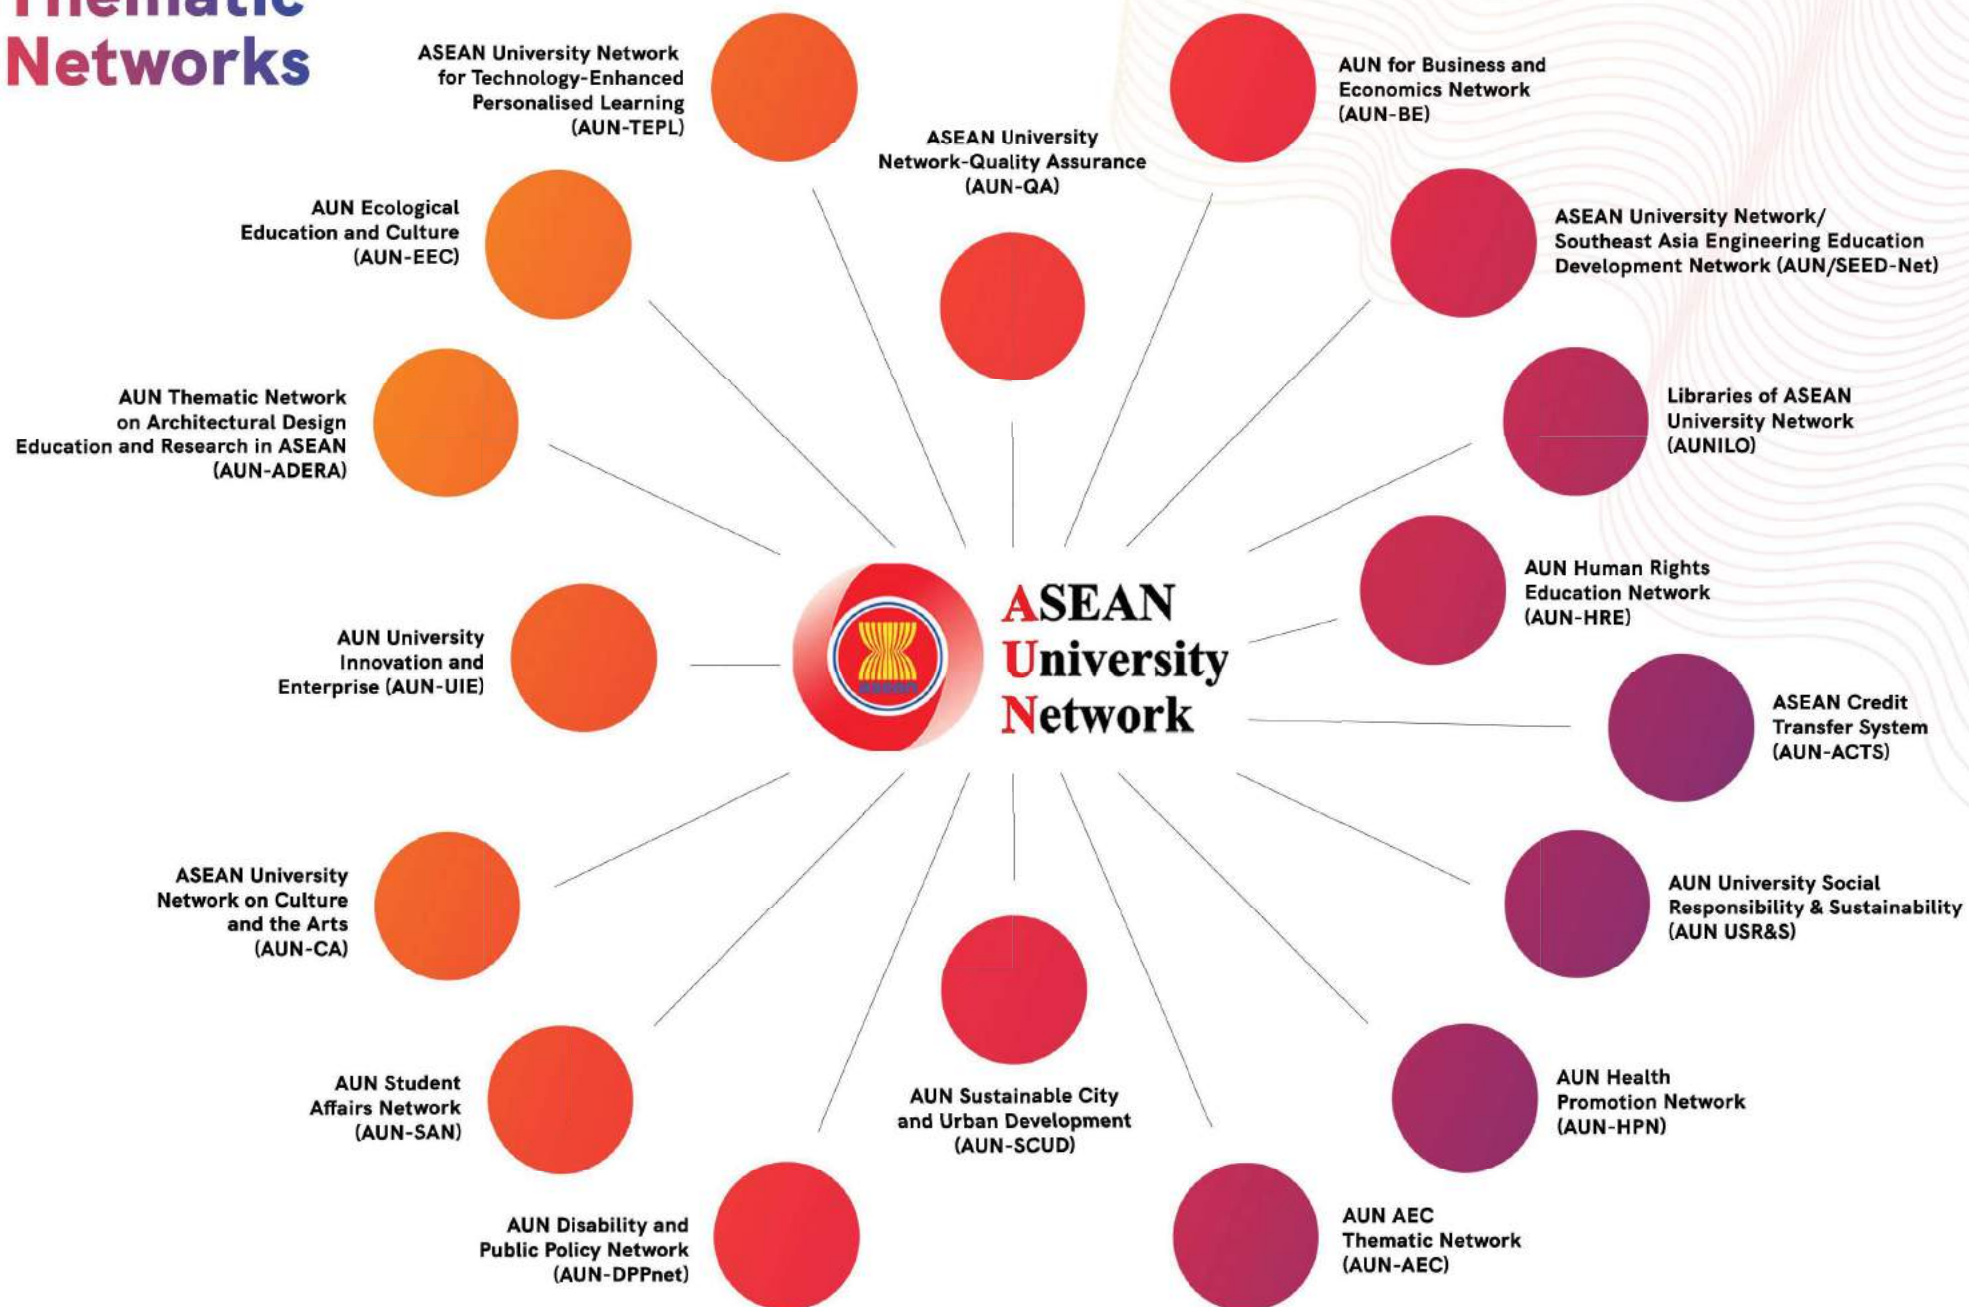 Thematic
Networks
ASEAN University Network
for Technology-Enhanced
Personalised Learning
(AUN-TEPL)
AUN for Business and
Economics Network
(AUN-BE)
ASEAN University
Network-Quality Assurance
(AUN-QA)
AUN Ecological
Education and Culture
(AUN-EEC)
ASEAN University Network/
Southeast Asia Engineering Education
Development Network (AUN/SEED-Net)
AUN Thematic Network
on Architectural Design
Education and Research in ASEAN
(AUN-ADERA)
Libraries of ASEAN
University Network
(AUNILO)
AUN Human Rights
Education Network
(AUN-HRE)
AUN University
Innovation and
Enterprise (AUN-UIE)
asean
ASEAN
University
Network
ASEAN Credit
Transfer System
(AUN-ACTS)
ASEAN University
Network on Culture
and the Arts
(AUN-CA)
AUN University Social
Responsibility & Sustainability
(AUN USR&S)
AUN Student
Affairs Network
(AUN-SAN)
AUN Sustainable City
and Urban Development
(AUN-SCUD)
AUN Health
Promotion Network
(AUN-HPN)
AUN Disability and
Public Policy Network
(AUN-DPPnet)
AUN AEC
Thematic Network
(AUN-AEC)